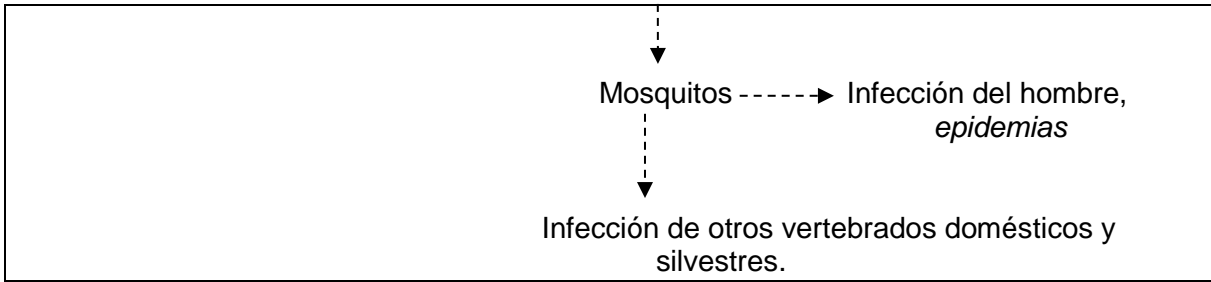 Mosquitos Infección del hombre,
epidemias
Infección de otros vertebrados domésticos y
silvestres.